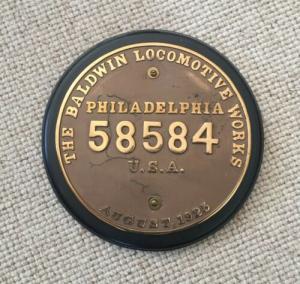 THE BALDWIN LOCOMOTIVE WORKS
PHILADELPHIA
58584
U.S.A.
AUGUST, 1925